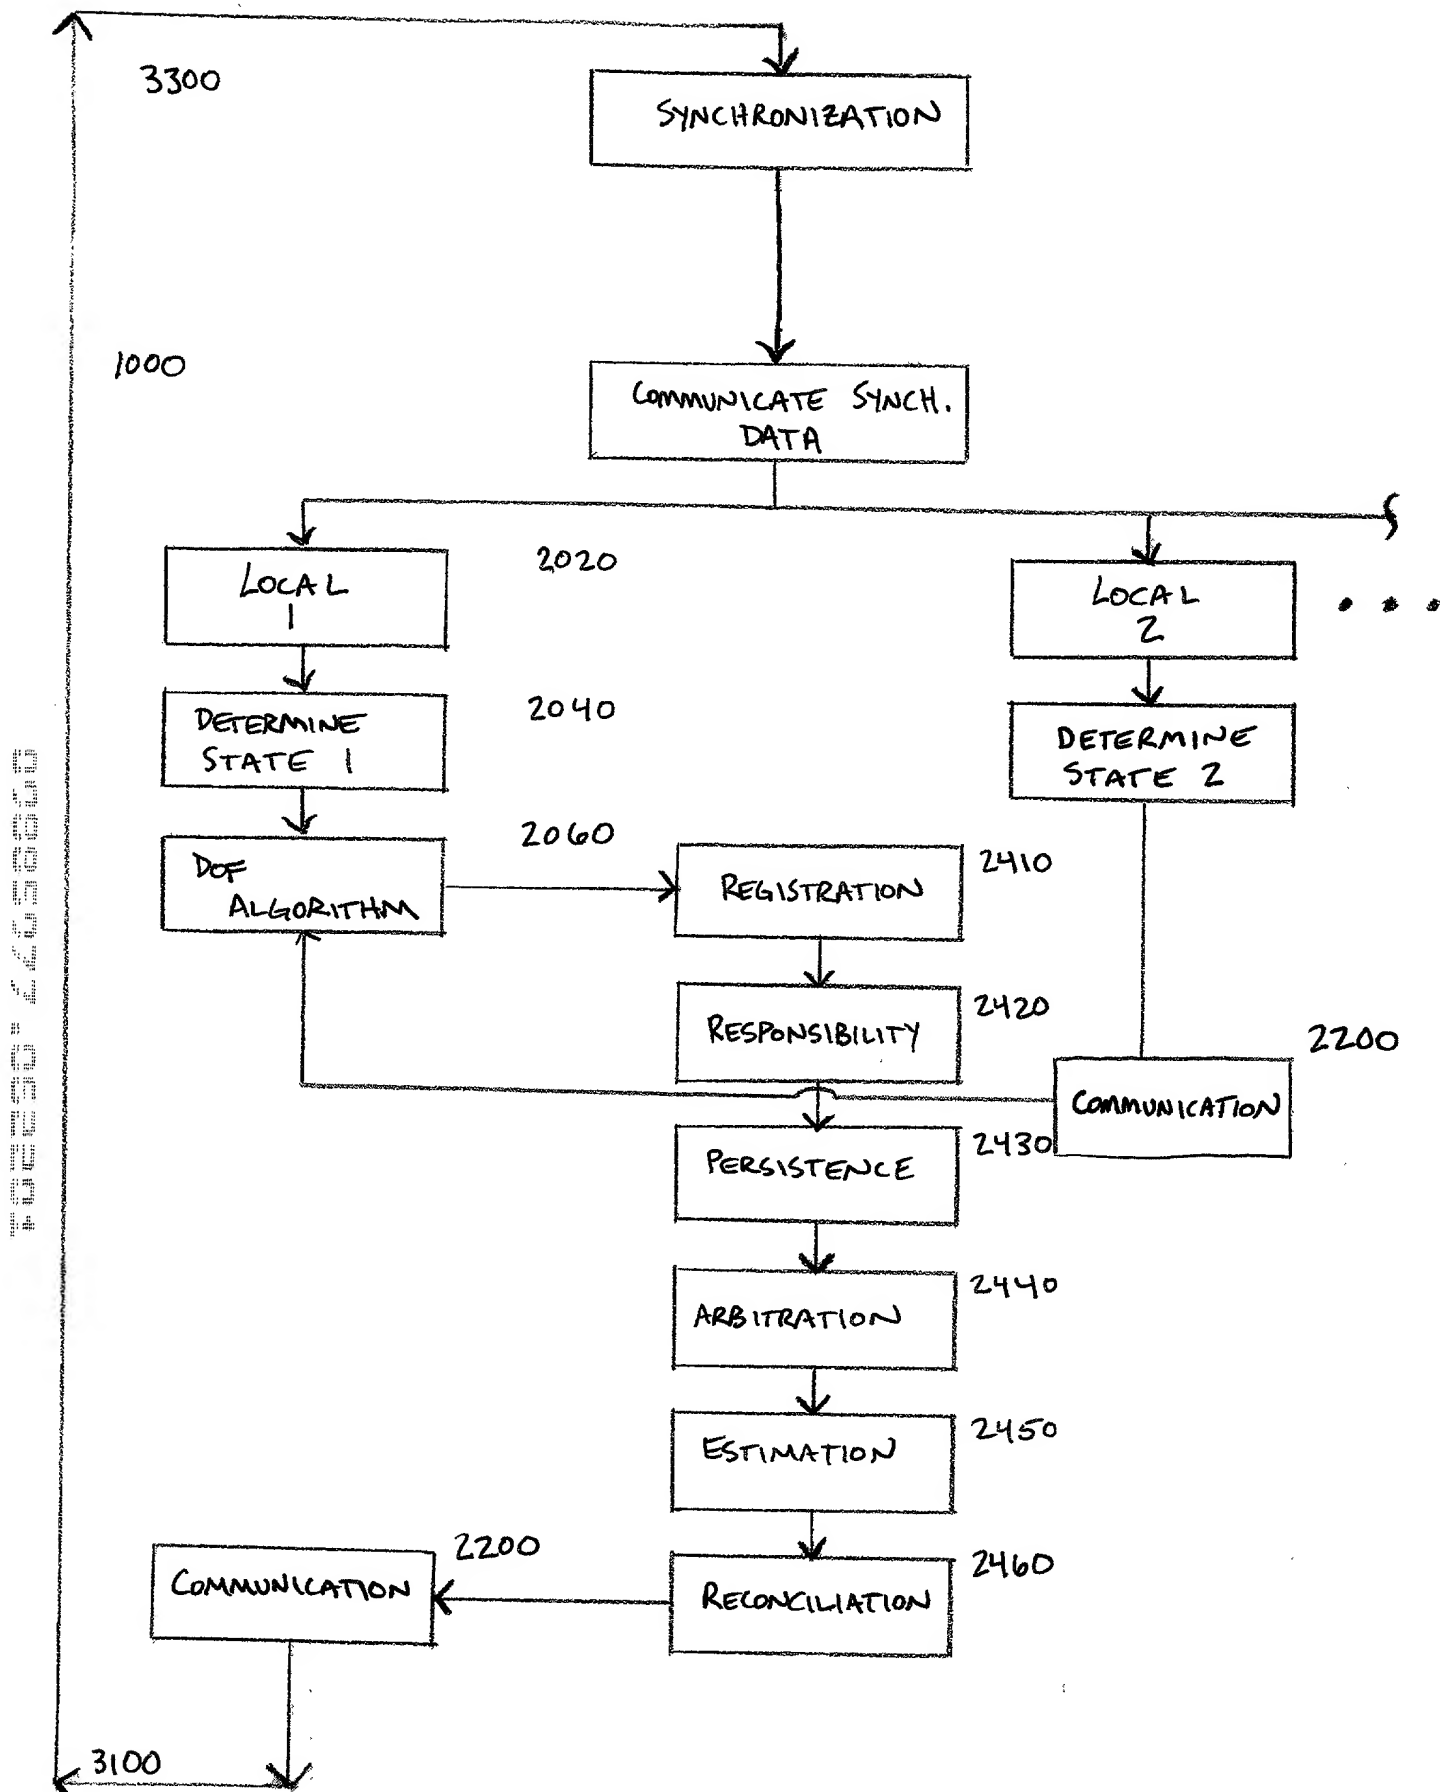 3300
SYNCHRONIZATION
1000
COMMUNICATE SYNCH.
DATA
LOCAL
1
2020
LOCAL
2
• • •
DETERMINE
STATE 1
2040
DETERMINE
STATE 2
DOF
ALGORITHM
2060
REGISTRATION
2410
RESPONSIBILITY
2420
2200
COMMUNICATION
PERSISTENCE
2430
ARBITRATION
2440
ESTIMATION
2450
COMMUNICATION
2200
RECONCILIATION
2460
3100